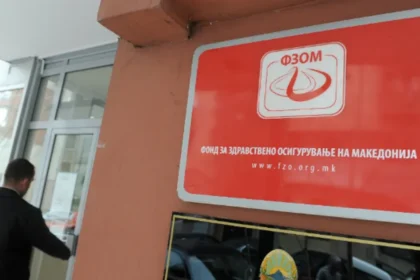 ФЗОМ
ФОНД ЗА ЗДРАВСТВЕНО ОСИГУРУВАЊЕ НА МАКЕДОНИЈА
www.fzo.org.mk